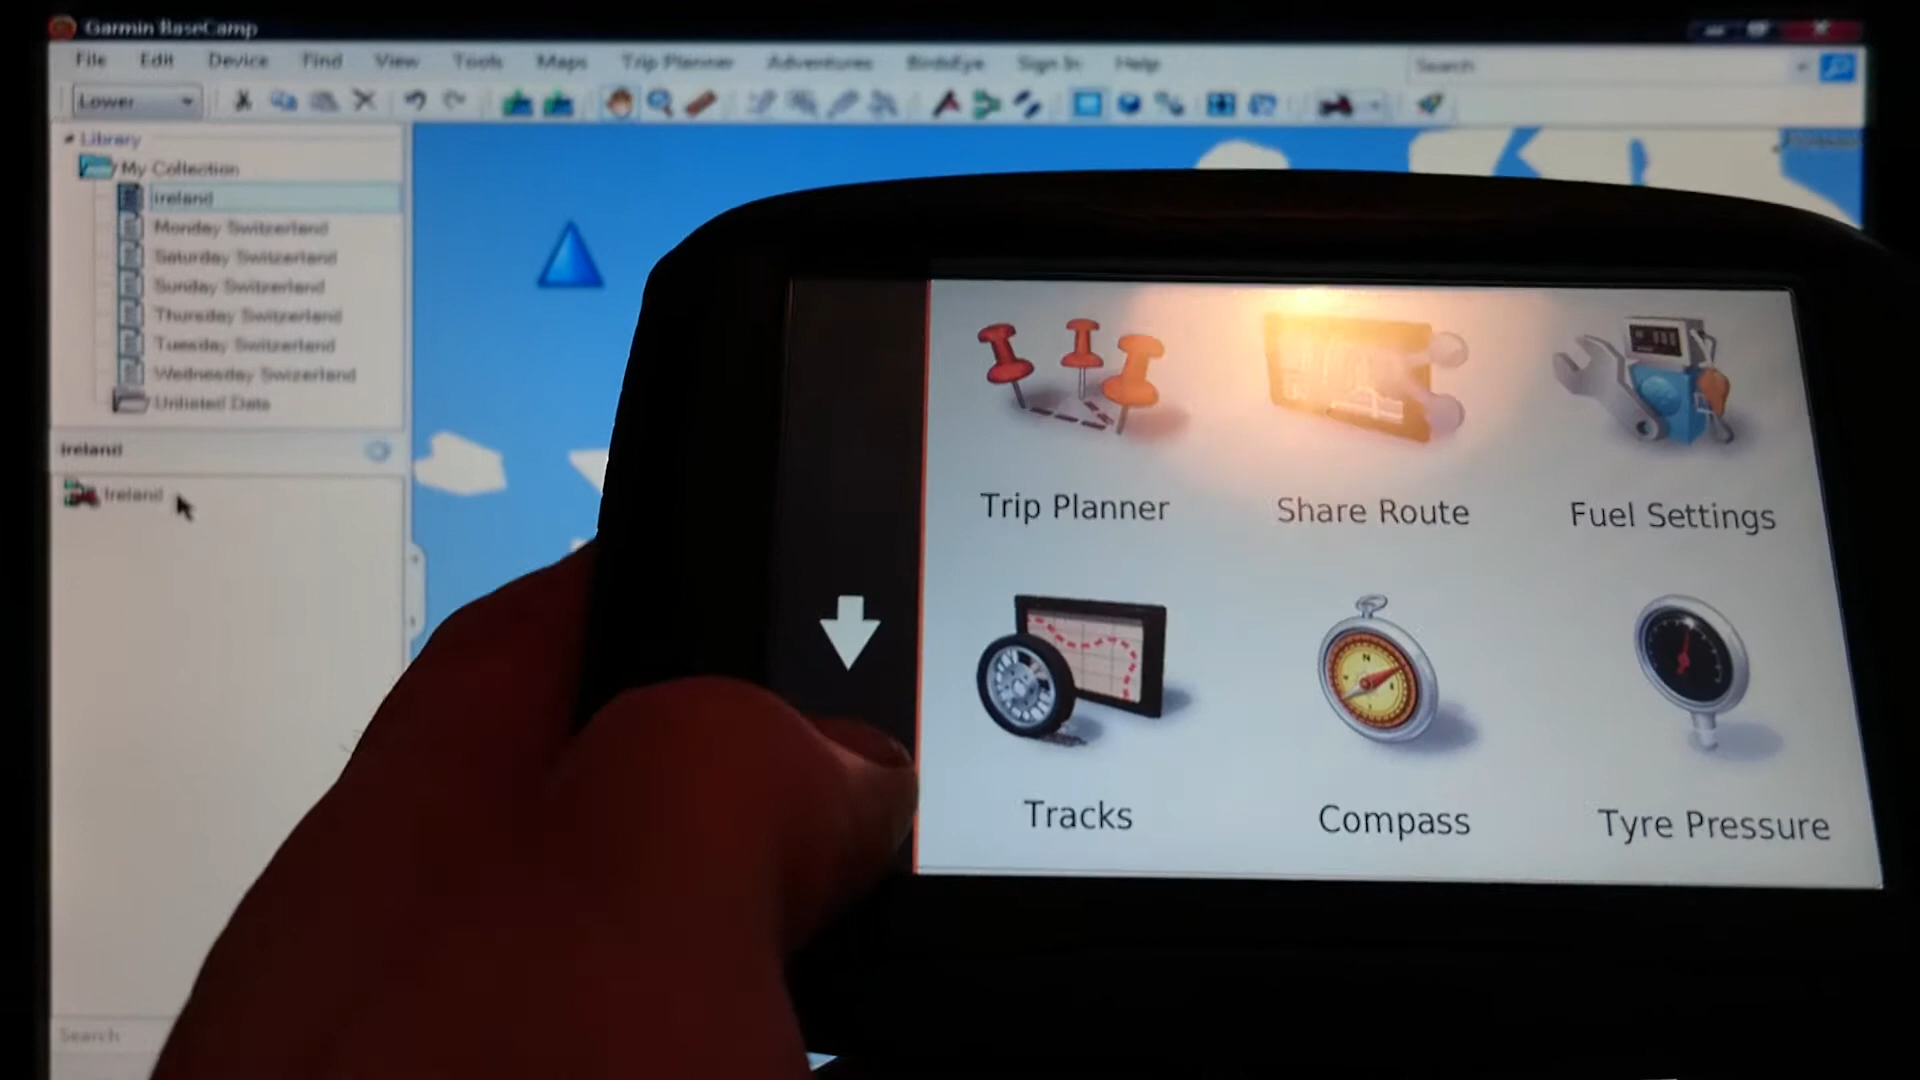 Garmin BaseCamp
File Edit Device Find View Tools Maps Trip Planner Adventures BirdsEye Sign In Help
Search
Lower
Library
My Collection
Ireland
Monday Switzerland
Saturday Switzerland
Sunday Switzerland
Thursday Switzerland
Tuesday Switzerland
Wednesday Swizerland
Unlisted Data
Ireland
Ireland
Search
Trip Planner
Share Route
Fuel Settings
N
Tracks
Compass
Tyre Pressure